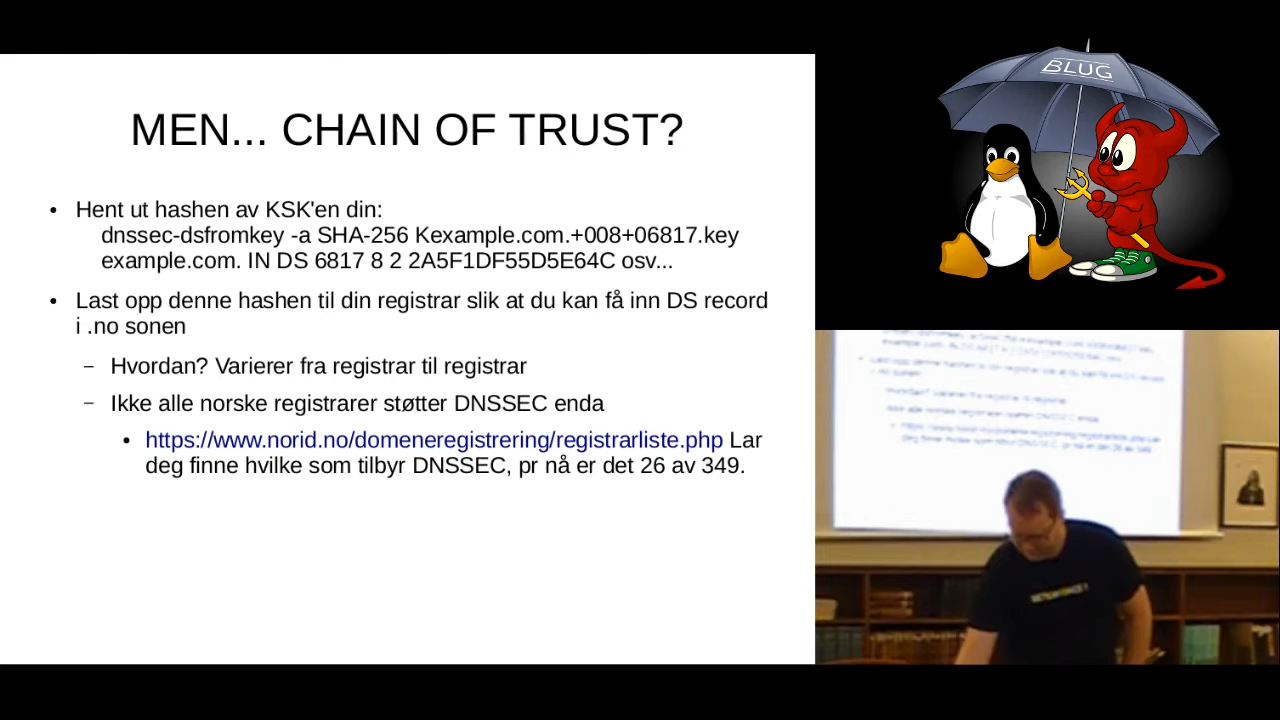 MEN... CHAIN OF TRUST?
• Hent ut hashen av KSK'en din:
dnssec-dsfromkey -a SHA-256 Kexample.com.+008+06817.key
example.com. IN DS 6817 8 2 2A5F1DF55D5E64C osv...
• Last opp denne hashen til din registrar slik at du kan få inn DS record
i .no sonen
– Hvordan? Varierer fra registrar til registrar
– Ikke alle norske registrarer støtter DNSSEC enda
• https://www.norid.no/domeneregistrering/registrarliste.php Lar
deg finne hvilke som tilbyr DNSSEC, pr nå er det 26 av 349.
BLUG